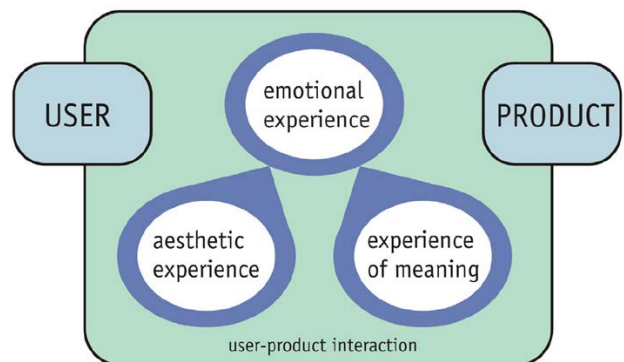 USER
emotional
experience
PRODUCT
aesthetic
experience
experience
of meaning
user-product interaction